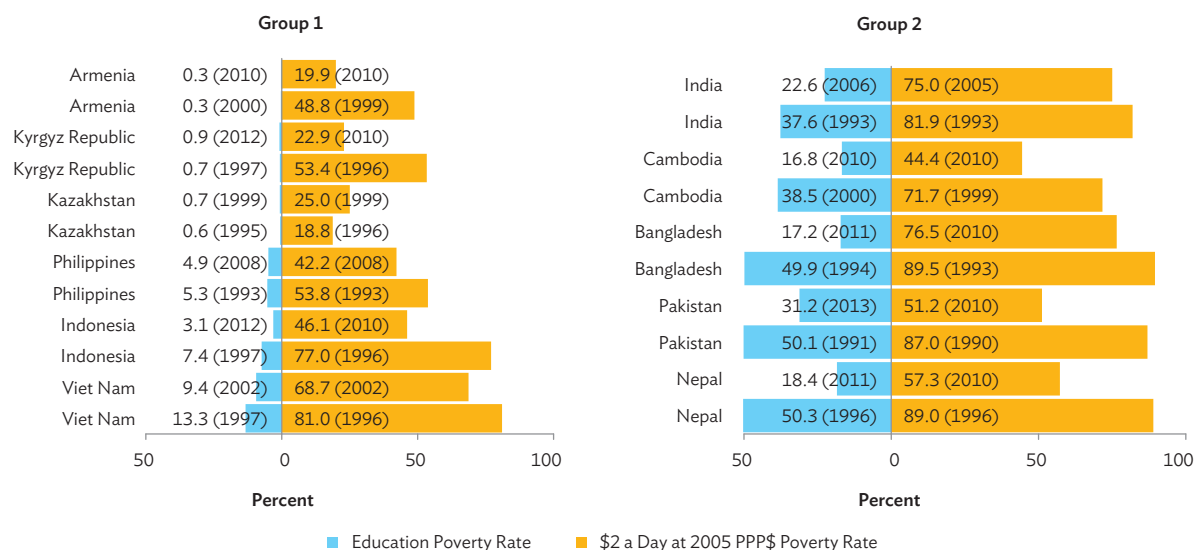 Group 1
Armenia 0.3 (2010) 19.9 (2010)
Armenia 0.3 (2000) 48.8 (1999)
Kyrgyz Republic 0.9 (2012) 22.9 (2010)
Kyrgyz Republic 0.7 (1997) 53.4 (1996)
Kazakhstan 0.7 (1999) 25.0 (1999)
Kazakhstan 0.6 (1995) 18.8 (1996)
Philippines 4.9 (2008) 42.2 (2008)
Philippines 5.3 (1993) 53.8 (1993)
Indonesia 3.1 (2012) 46.1 (2010)
Indonesia 7.4 (1997) 77.0 (1996)
Viet Nam 9.4 (2002) 68.7 (2002)
Viet Nam 13.3 (1997) 81.0 (1996)
50 0 50 100
Percent
Group 2
India 22.6 (2006) 75.0 (2005)
India 37.6 (1993) 81.9 (1993)
Cambodia 16.8 (2010) 44.4 (2010)
Cambodia 38.5 (2000) 71.7 (1999)
Bangladesh 17.2 (2011) 76.5 (2010)
Bangladesh 49.9 (1994) 89.5 (1993)
Pakistan 31.2 (2013) 51.2 (2010)
Pakistan 50.1 (1991) 87.0 (1990)
Nepal 18.4 (2011) 57.3 (2010)
Nepal 50.3 (1996) 89.0 (1996)
50 0 50 100
Percent
Education Poverty Rate $2 a Day at 2005 PPP$ Poverty Rate